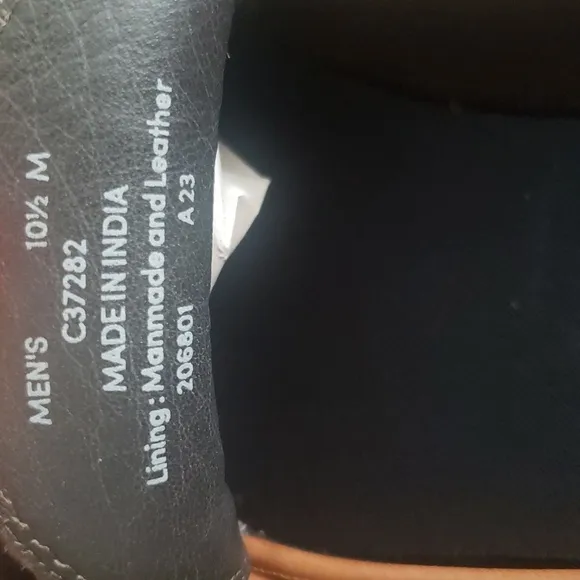 MEN'S 10½ M
C37282
MADE IN INDIA
Lining: Manmade and Leather
206801 A 23